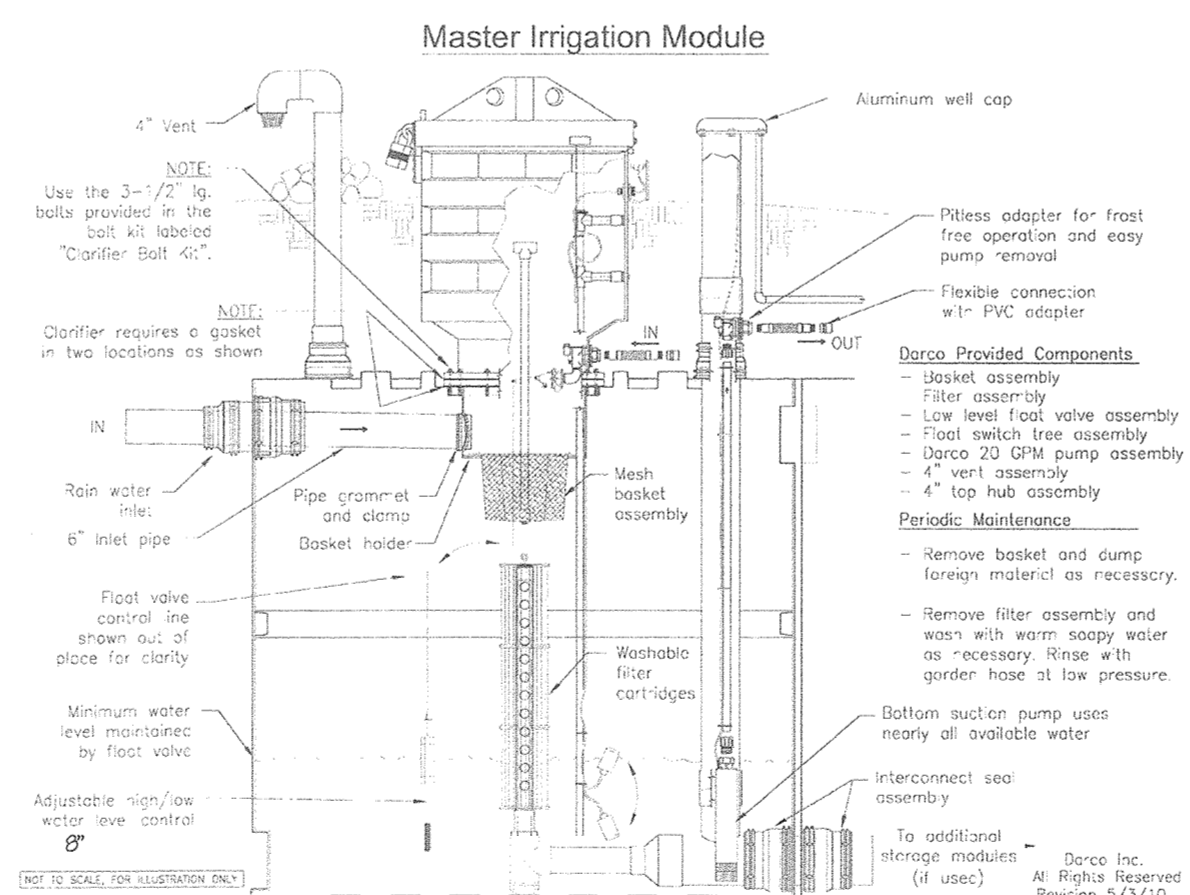 Master Irrigation Module
4" Vent
NOTE:
Use the 3-1/2" lg.
bolts provided in the
bolt kit labeled
"Clarifier Bolt Kit".
NOTE:
Clarifier requires a gasket
in two locations as shown
IN
Rain water
inlet
6" Inlet pipe
Pipe grommet
and clamp
Basket holder
Float valve
control line
shown out of
place for clarity
Minimum water
level maintained
by float valve
Adjustable high/low
water level control
8"
NOT TO SCALE, FOR ILLUSTRATION ONLY
Mesh
basket
assembly
Washable
filter
cartridges
IN
OUT
Aluminum well cap
Pitless adapter for frost
free operation and easy
pump removal
Flexible connection
with PVC adapter
Darco Provided Components
- Basket assembly
Filter assembly
- Low level float valve assembly
- Float switch tree assembly
- Darco 20 GPM pump assembly
- 4" vent assembly
- 4" top hub assembly
Periodic Maintenance
- Remove basket and dump
foreign material as necessary.
- Remove filter assembly and
wash with warm soapy water
as necessary. Rinse with
garden hose at low pressure.
Bottom suction pump uses
nearly all available water
Interconnect seal
assembly
To additional
storage modules
(if used)
Darco Inc.
All Rights Reserved
Revision 5/3/10